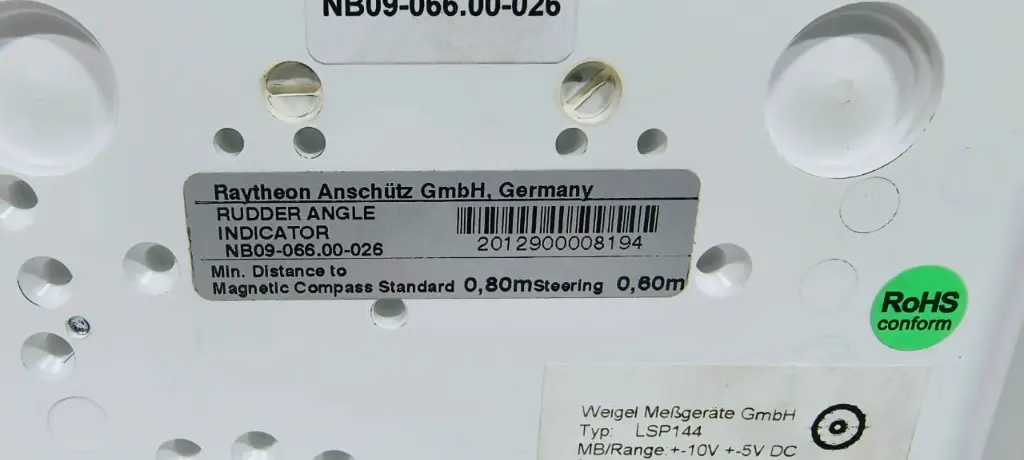 NB09-066.00-026
Raytheon Anschütz GmbH, Germany
RUDDER ANGLE
INDICATOR
NB09-066.00-026
2012900008194
Min. Distance to
Magnetic Compass Standard 0,80m Steering 0,60m
RoHS
conform
Weigel Meßgeräte GmbH
Typ: LSP144
MB/Range:+-10V +-5V DC